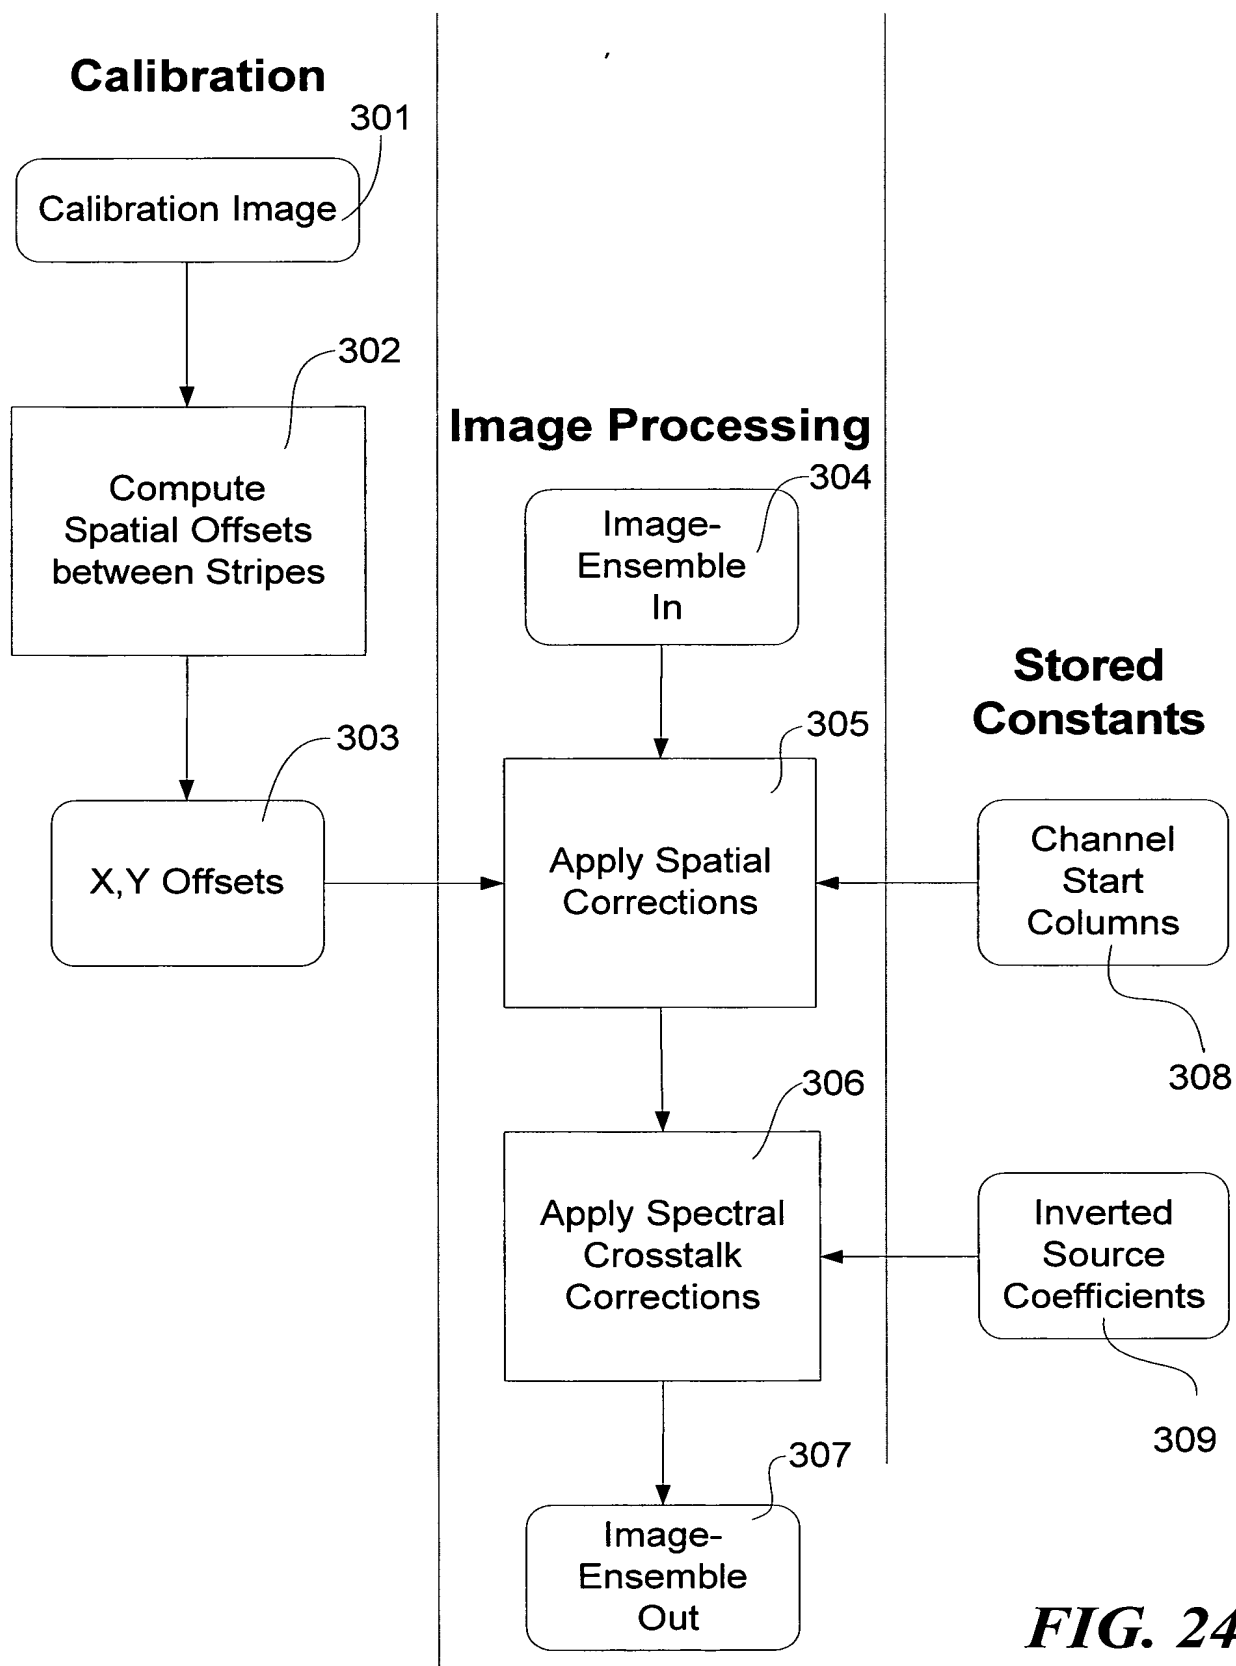 Calibration
301
Calibration Image
302
Compute
Spatial Offsets
between Stripes
303
X,Y Offsets
Image Processing
304
Image-
Ensemble
In
305
Apply Spatial
Corrections
306
Apply Spectral
Crosstalk
Corrections
307
Image-
Ensemble
Out
Stored
Constants
Channel
Start
Columns
308
Inverted
Source
Coefficients
309
FIG. 24